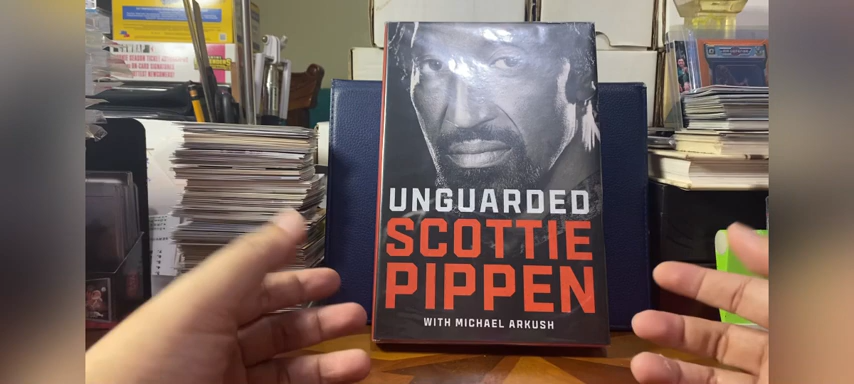 UNGUARDED
SCOTTIE
PIPPEN
WITH MICHAEL ARKUSH